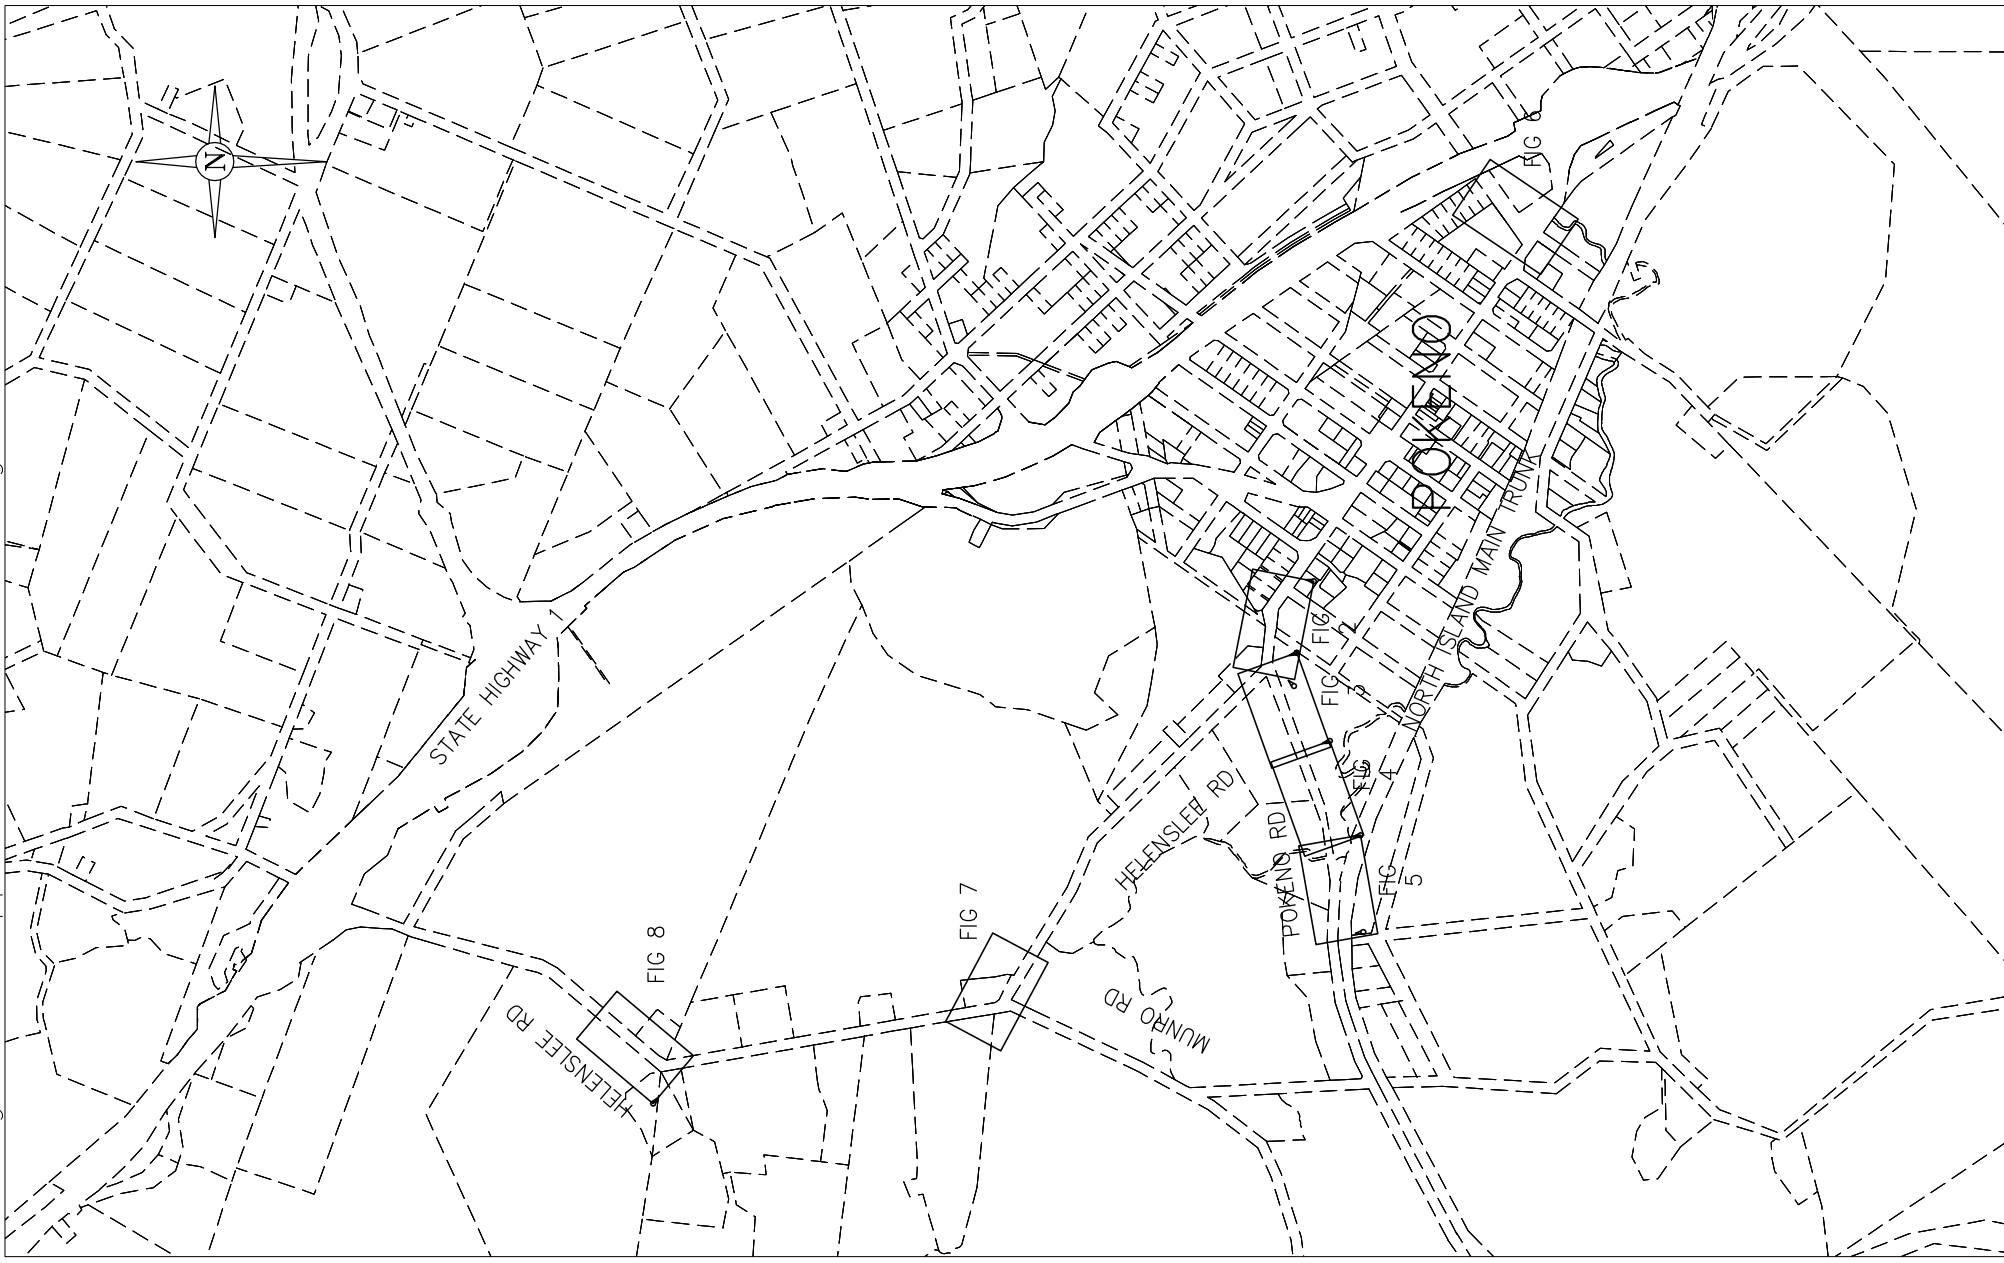 N
STATE HIGHWAY 1
HELENSLEE RD
FIG 8
FIG 7
MUNRO RD
HELENSLEE RD
POKENO RD
FIG 2
FIG 3
FIG 4
FIG 5
NORTH ISLAND MAIN TRUNK
POKENO
FIG 6